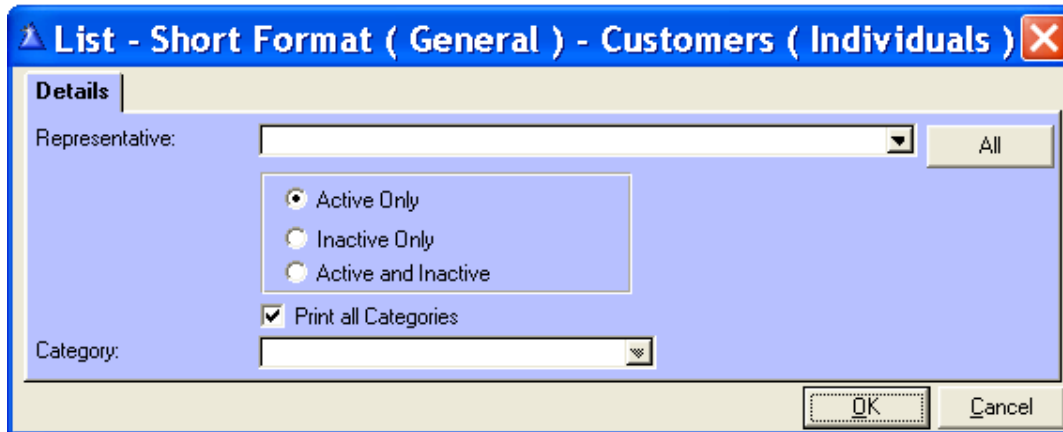 List - Short Format ( General ) - Customers ( Individuals )
Details
Representative:
All
Active Only
Inactive Only
Active and Inactive
Print all Categories
Category:
OK
Cancel